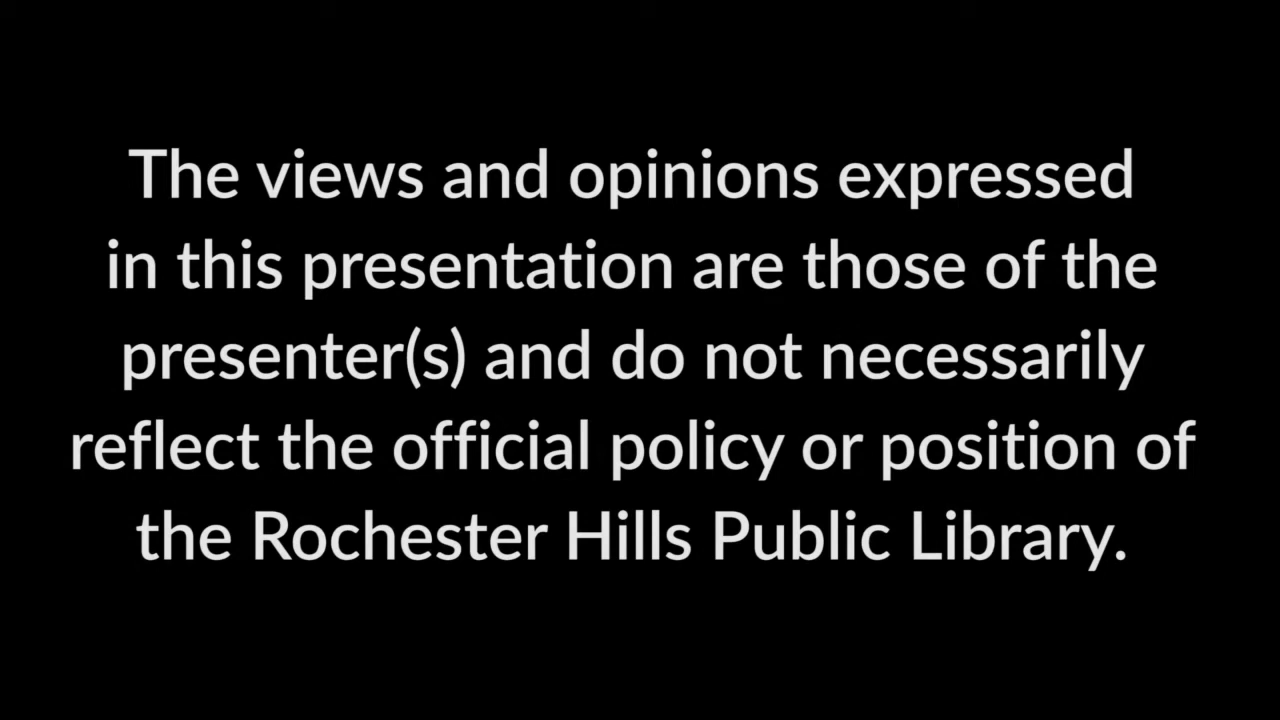 The views and opinions expressed
in this presentation are those of the
presenter(s) and do not necessarily
reflect the official policy or position of
the Rochester Hills Public Library.